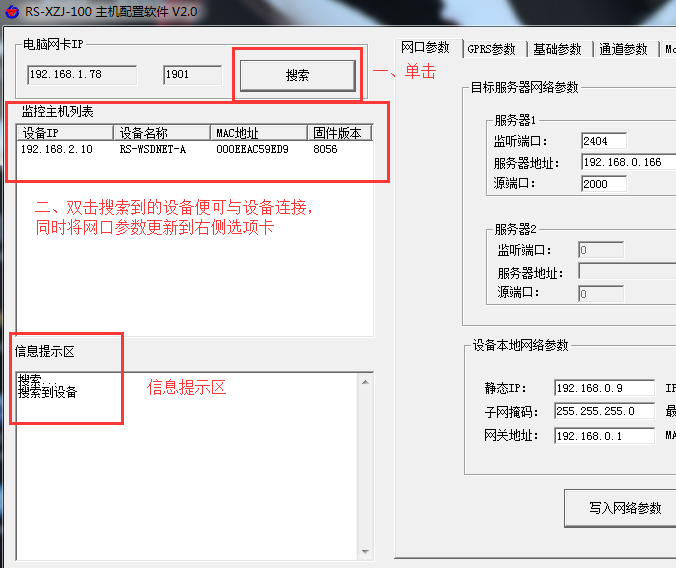 RS-XZJ-100 主机配置软件 V2.0
电脑网卡IP
192.168.1.78
1901
搜索
一、单击
监控主机列表
设备IP 设备名称 MAC地址 固件版本
192.168.2.10 RS-WSDNET-A 000EEAC59ED9 8056
二、双击搜索到的设备便可与设备连接,
同时将网口参数更新到右侧选项卡
信息提示区
搜索...
搜索到设备
信息提示区
网口参数 GPRS参数 基础参数 通道参数
目标服务器网络参数
服务器1
监听端口: 2404
服务器地址: 192.168.0.166
源端口: 2000
服务器2
监听端口: 0
服务器地址:
源端口: 0
设备本地网络参数
静态IP: 192.168.0.9
子网掩码: 255.255.255.0
网关地址: 192.168.0.1
写入网络参数